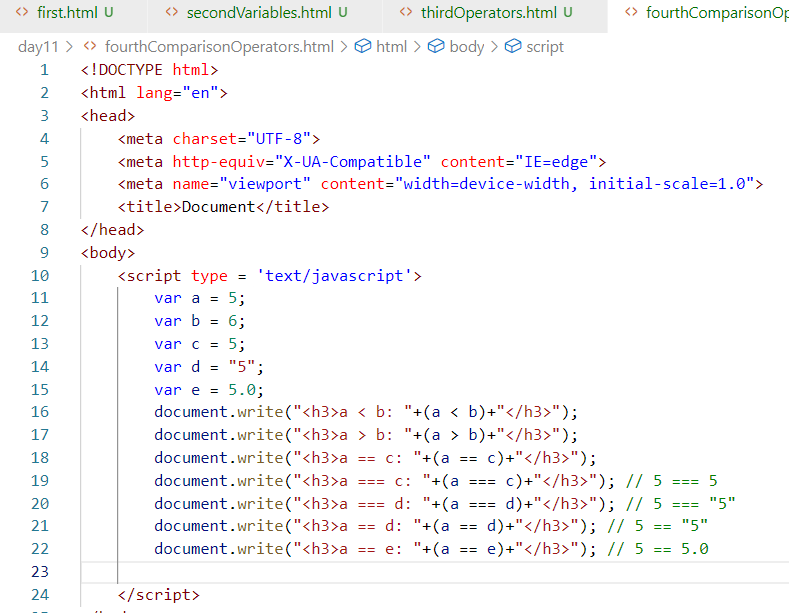 first.html U secondVariables.html U thirdOperators.html U fourthComparisonOp
day11 > fourthComparisonOperators.html > html > body > script
1 <!DOCTYPE html>
2 <html lang="en">
3 <head>
4     <meta charset="UTF-8">
5     <meta http-equiv="X-UA-Compatible" content="IE=edge">
6     <meta name="viewport" content="width=device-width, initial-scale=1.0">
7     <title>Document</title>
8 </head>
9 <body>
10     <script type = 'text/javascript'>
11         var a = 5;
12         var b = 6;
13         var c = 5;
14         var d = "5";
15         var e = 5.0;
16         document.write("<h3>a < b: "+(a < b)+"</h3>");
17         document.write("<h3>a > b: "+(a > b)+"</h3>");
18         document.write("<h3>a == c: "+(a == c)+"</h3>");
19         document.write("<h3>a === c: "+(a === c)+"</h3>"); // 5 === 5
20         document.write("<h3>a === d: "+(a === d)+"</h3>"); // 5 === "5"
21         document.write("<h3>a == d: "+(a == d)+"</h3>"); // 5 == "5"
22         document.write("<h3>a == e: "+(a == e)+"</h3>"); // 5 == 5.0
23
24     </script>